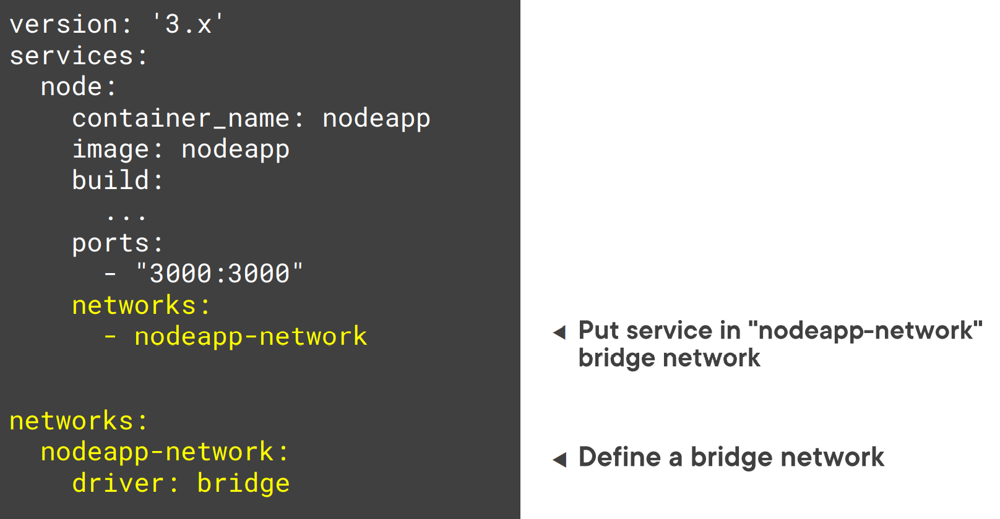 version: '3.x'
services:
  node:
    container_name: nodeapp
    image: nodeapp
    build:
      ...
    ports:
      - "3000:3000"
    networks:
      - nodeapp-network
networks:
  nodeapp-network:
    driver: bridge
◄ Put service in "nodeapp-network"
bridge network
◄ Define a bridge network